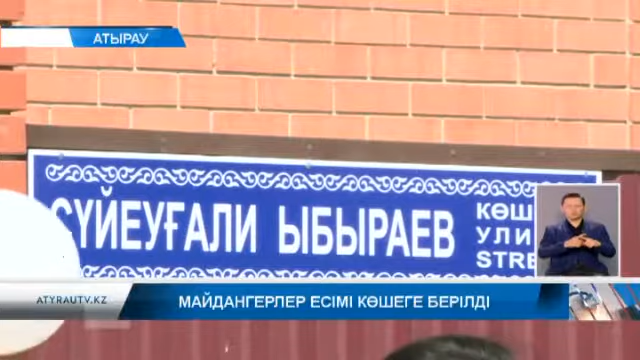 АТЫРАУ
СҮЙЕУҒАЛИ ЫБЫРАЕВ
КӨШ
УЛИ
STRE
ATYRAUTV.KZ
МАЙДАНГЕРЛЕР ЕСІМІ КӨШЕГЕ БЕРІЛДІ